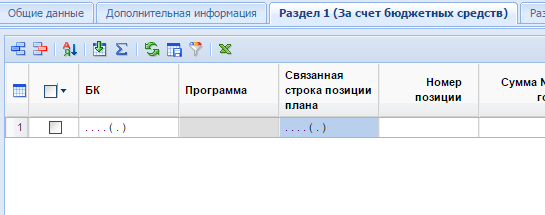 Общие данные Дополнительная информация Раздел 1 (За счет бюджетных средств) Раз
БК Программа Связанная строка позиции плана Номер позиции Сумма
1 . . . . ( . ) . . . . ( . )